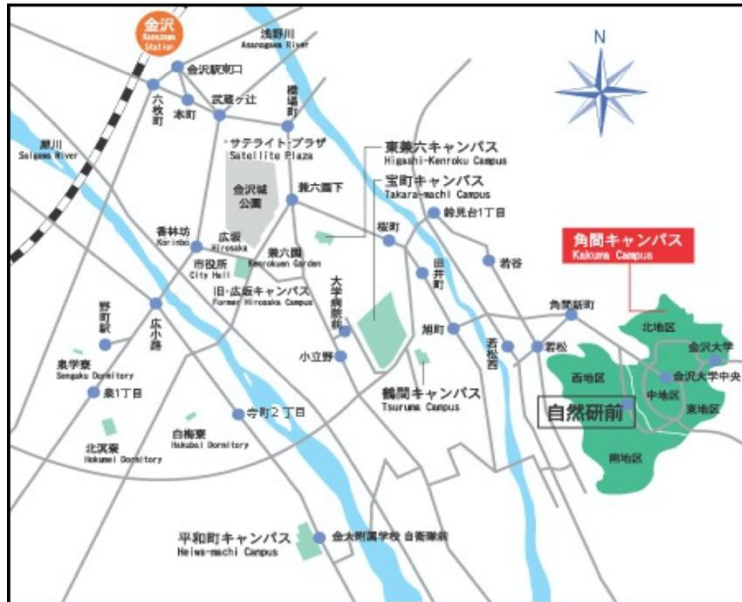 金沢
Kanazawa
Station
浅野川
Asanogawa River
N
金沢駅東口
六枚町
本町
武蔵ヶ辻
橋場町
犀川
Saigawa River
サテライト・プラザ
Satellite Plaza
東兼六キャンパス
Higashi-Kenroku Campus
宝町キャンパス
Takara-machi Campus
金沢城
公園
兼六園下
鈴見台1丁目
香林坊
Korinbo
広坂
Hirosaka
桜町
角間キャンパス
Kakuma Campus
市役所
City Hall
兼六園
Kenrokuen Garden
田井町
若谷
旧・広坂キャンパス
Former Hirosaka Campus
大学病院前
野町駅
広小路
角間新町
旭町
北地区
泉学寮
Sengaku Dormitory
小立野
若松西
若松
金沢大学
西地区
金沢大学中央
中地区
泉1丁目
鶴間キャンパス
Tsuruma Campus
自然研前
東地区
寺町2丁目
白梅寮
Hakubai Dormitory
北溟寮
Hokumei Dormitory
南地区
平和町キャンパス
Heiwa-machi Campus
金大附属学校 自衛隊前